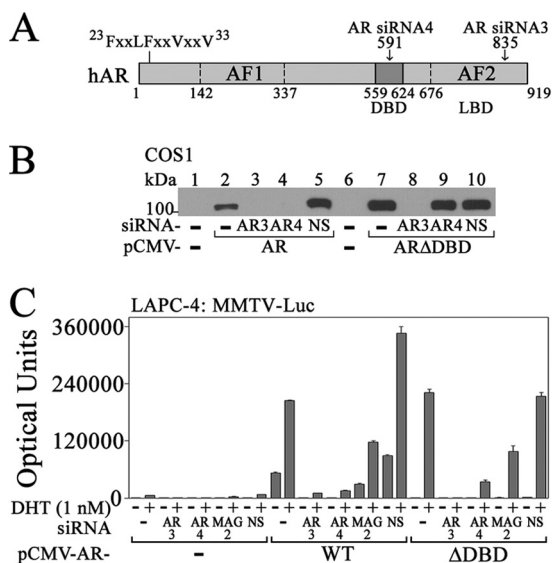 A
²³FxxLFxxVxxV³³
AR siRNA4
591
AR siRNA3
835
hAR
AF1
AF2
1
142
337
559
624
676
919
DBD
LBD
B
COS1
kDa
1 2 3 4 5 6 7 8 9 10
100
siRNA- - - AR3 AR4 NS - - AR3 AR4 NS
pCMV- - AR - ARΔDBD
C
LAPC-4: MMTV-Luc
Optical Units
360000
240000
120000
0
DHT (1 nM) - + - + - + - + - + - + - + - + - + - + - + - + - + - + - +
siRNA - AR 3 AR 4 MAG 2 NS - AR 3 AR 4 MAG 2 NS - AR 3 AR 4 MAG 2 NS
pCMV-AR- - WT ΔDBD